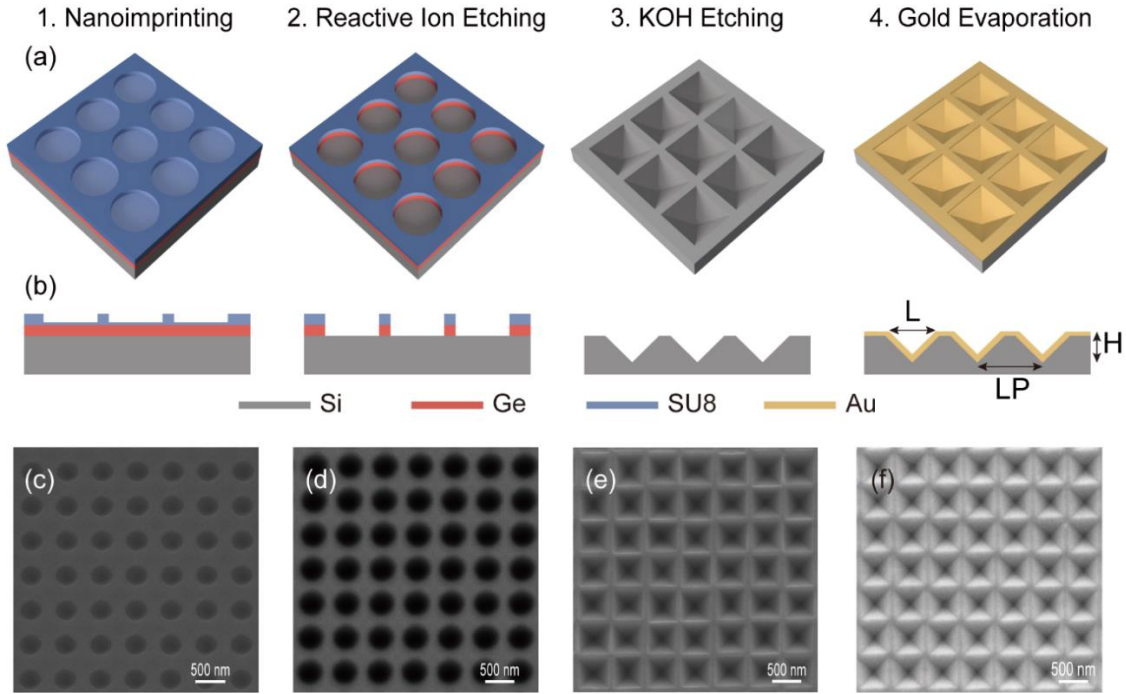 1. Nanoimprinting
2. Reactive Ion Etching
3. KOH Etching
4. Gold Evaporation
(a)
(b)
L
H
LP
Si
Ge
SU8
Au
(c)
(d)
(e)
(f)
500 nm
500 nm
500 nm
500 nm